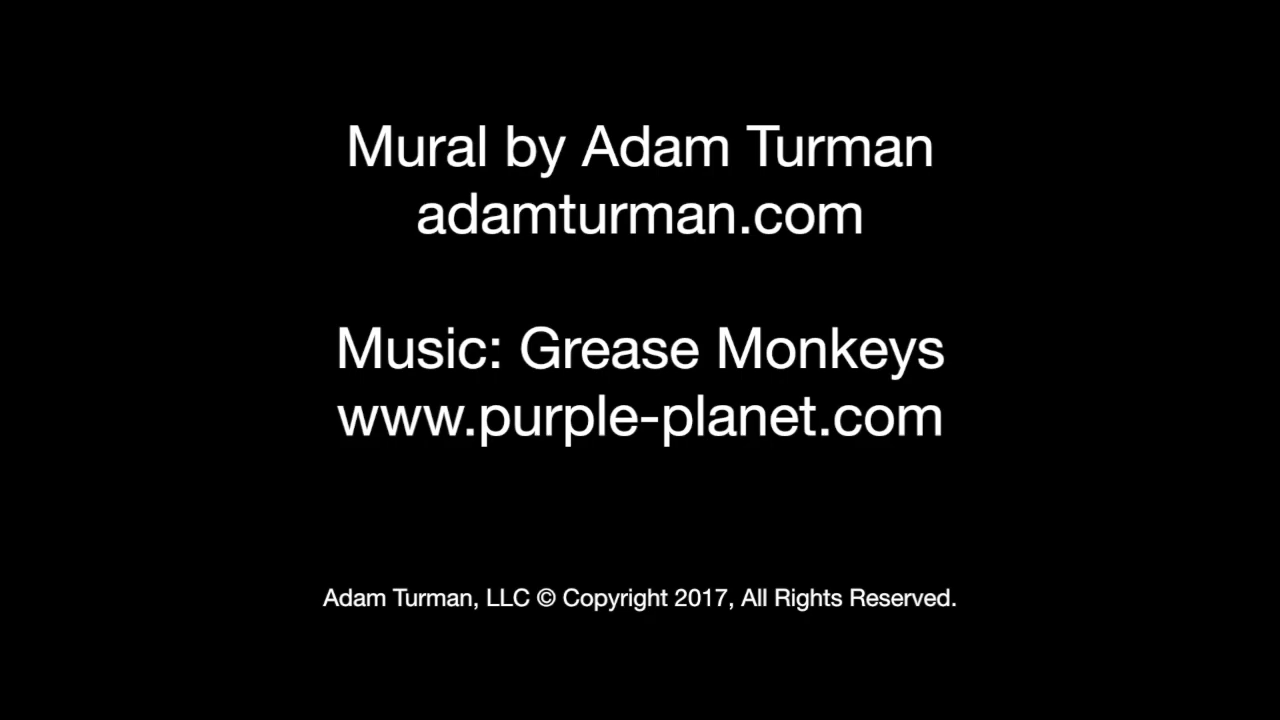 Mural by Adam Turman
adamturman.com
Music: Grease Monkeys
www.purple-planet.com
Adam Turman, LLC © Copyright 2017, All Rights Reserved.